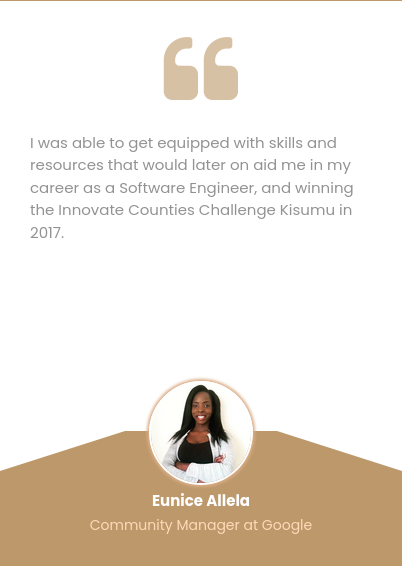 I was able to get equipped with skills and
resources that would later on aid me in my
career as a Software Engineer, and winning
the Innovate Counties Challenge Kisumu in
2017.
Eunice Allela
Community Manager at Google